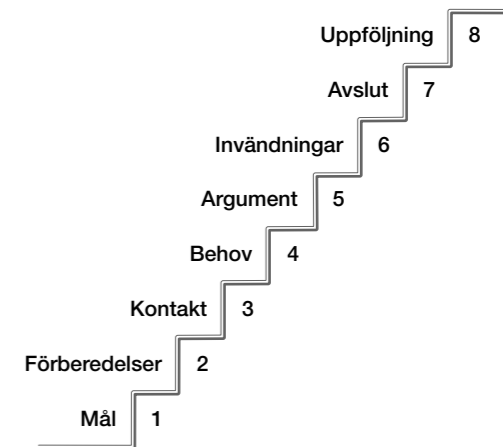 Uppföljning 8
Avslut 7
Invändningar 6
Argument 5
Behov 4
Kontakt 3
Förberedelser 2
Mål 1